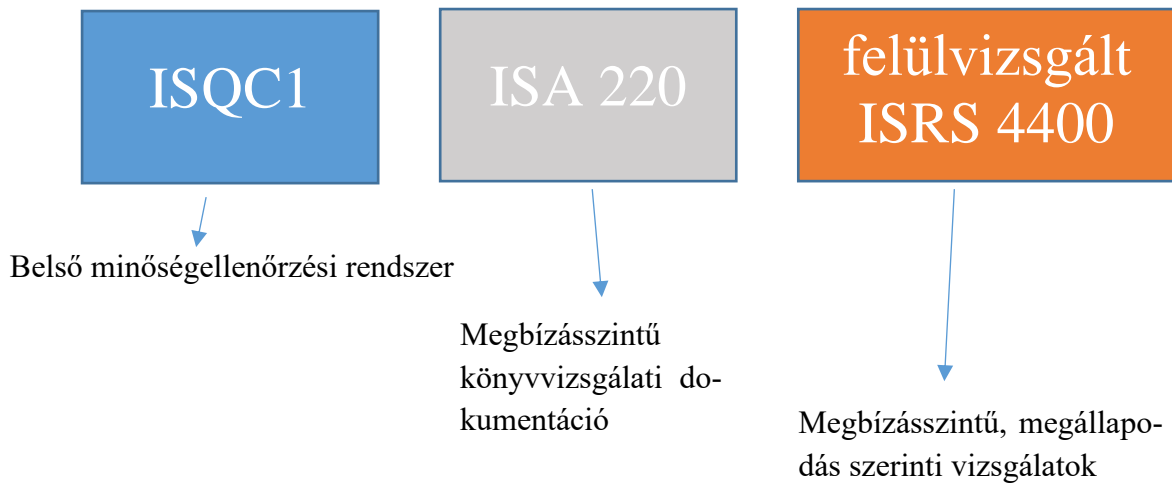 ISQC1
ISA 220
felülvizsgált
ISRS 4400
Belső minőségellenőrzési rendszer
Megbízásszintű
könyvvizsgálati do-
kumentáció
Megbízásszintű, megállapo-
dás szerinti vizsgálatok